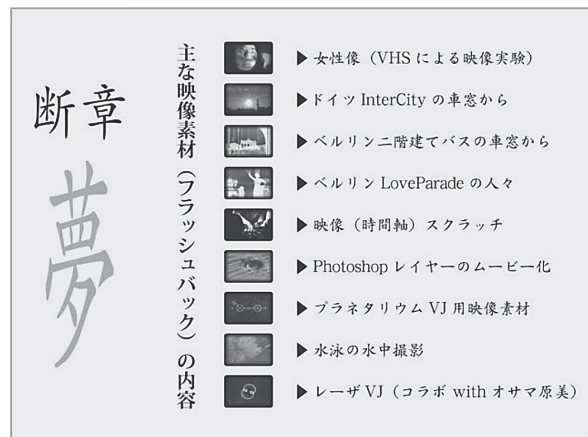 断章
夢
主な映像素材（フラッシュバック）の内容
▶女性像（VHSによる映像実験）
▶ドイツ InterCity の車窓から
▶ベルリン二階建てバスの車窓から
▶ベルリン LoveParade の人々
▶映像（時間軸）スクラッチ
▶Photoshop レイヤーのムービー化
▶プラネタリウム VJ 用映像素材
▶水泳の水中撮影
▶レーザ VJ（コラボ with オサマ原美）